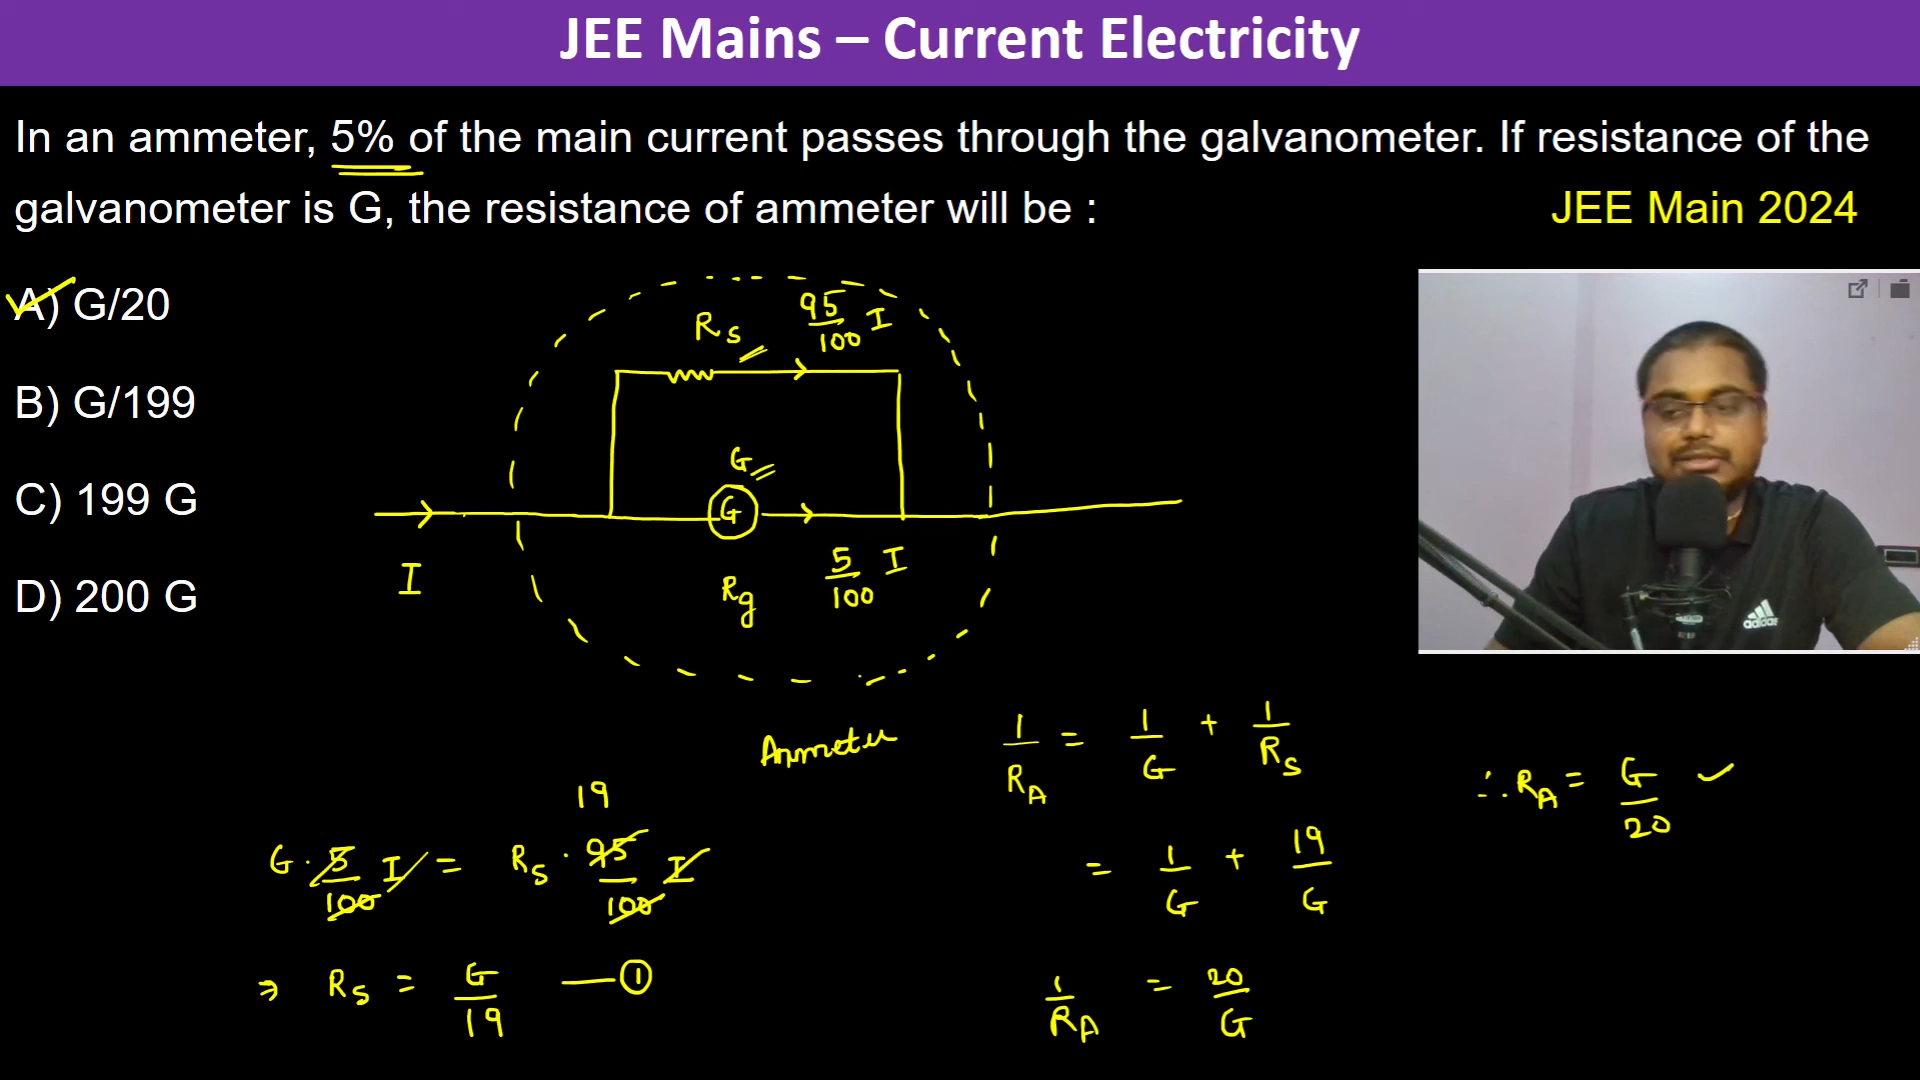 JEE Mains – Current Electricity
In an ammeter, 5% of the main current passes through the galvanometer. If resistance of the
galvanometer is G, the resistance of ammeter will be :
JEE Main 2024
A) G/20
B) G/199
C) 199 G
D) 200 G
Rs
95/100 I
G
G
I
Rg
5/100 I
Ammeter
1/RA = 1/G + 1/Rs
= 1/G + 19/G
1/RA = 20/G
∴ RA = G/20 ✓
19
G · 5/100 I = Rs · 95/100 I
⇒ Rs = G/19 — ①
adidas